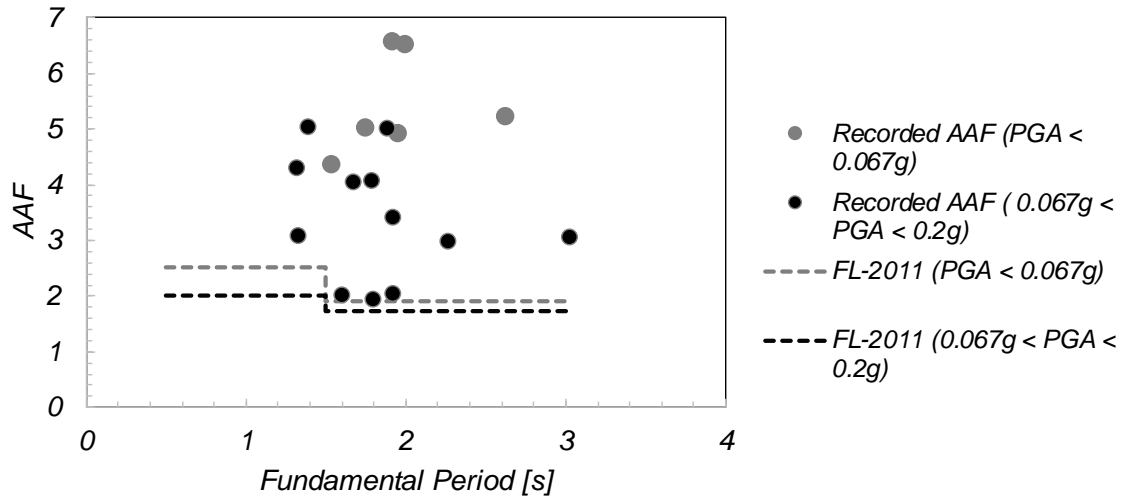 7
6
5
4
3
2
1
0
AAF
0 1 2 3 4
Fundamental Period [s]
Recorded AAF (PGA <
0.067g)
Recorded AAF ( 0.067g <
PGA < 0.2g)
FL-2011 (PGA < 0.067g)
FL-2011 (0.067g < PGA <
0.2g)